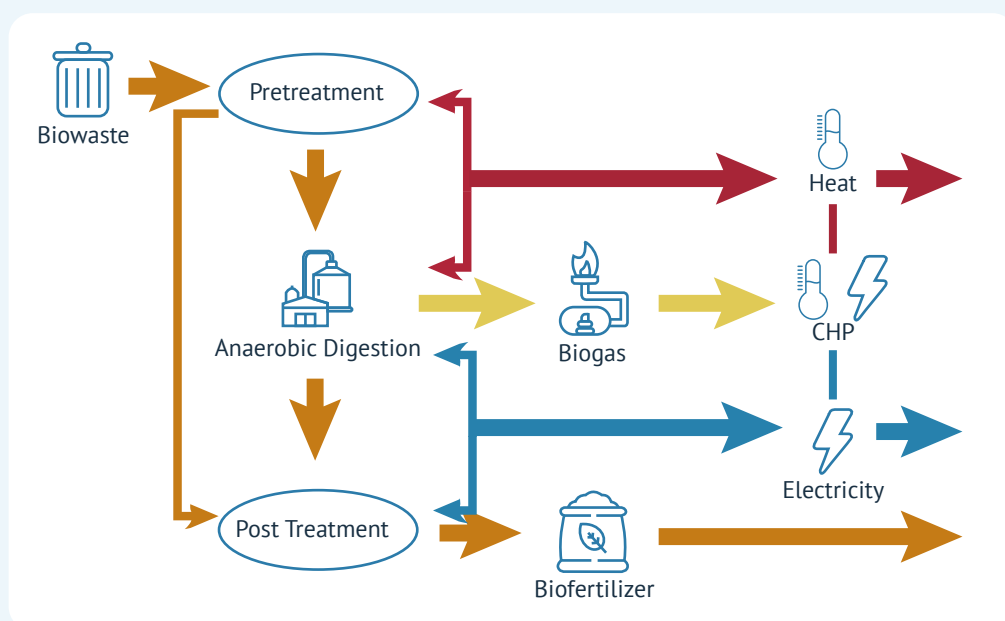 Biowaste
Pretreatment
Heat
Anaerobic Digestion
Biogas
CHP
Electricity
Post Treatment
Biofertilizer